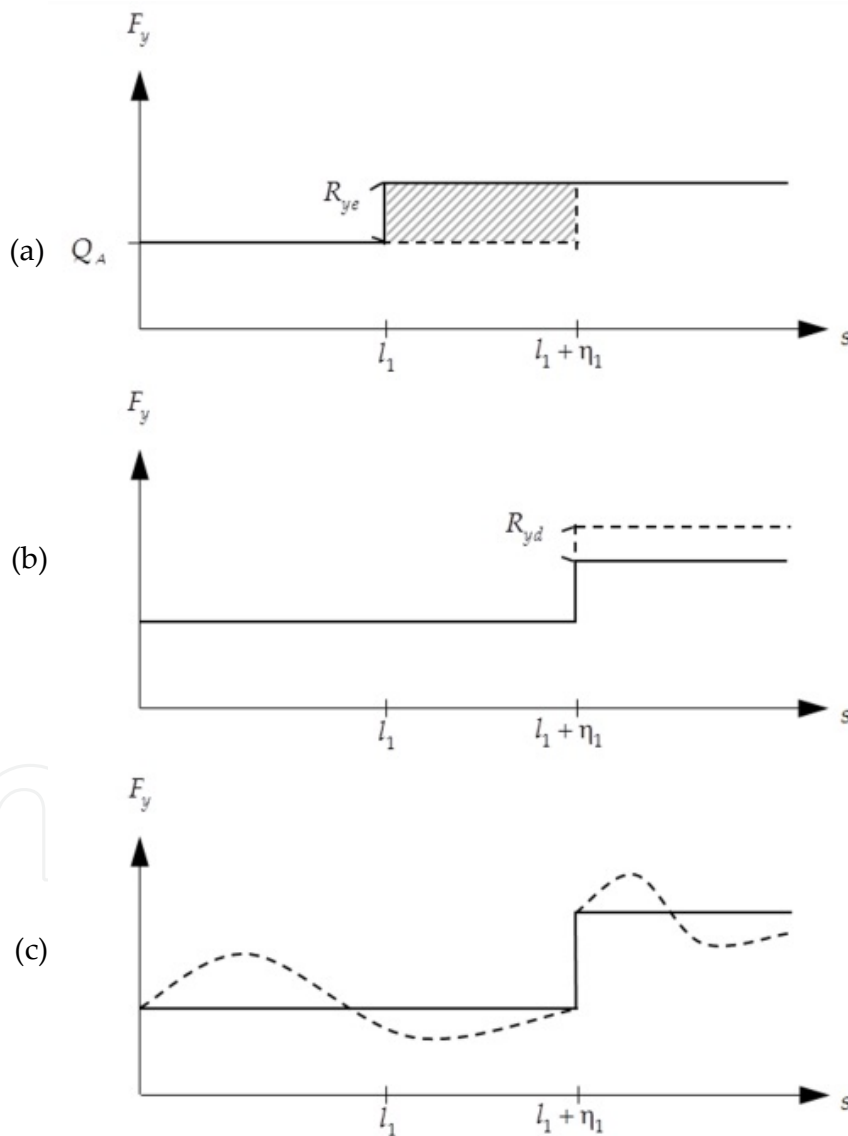 F_y
R_ye
(a)
Q_A
l_1
l_1 + η_1
s
F_y
R_yd
(b)
l_1
l_1 + η_1
s
F_y
(c)
l_1
l_1 + η_1
s